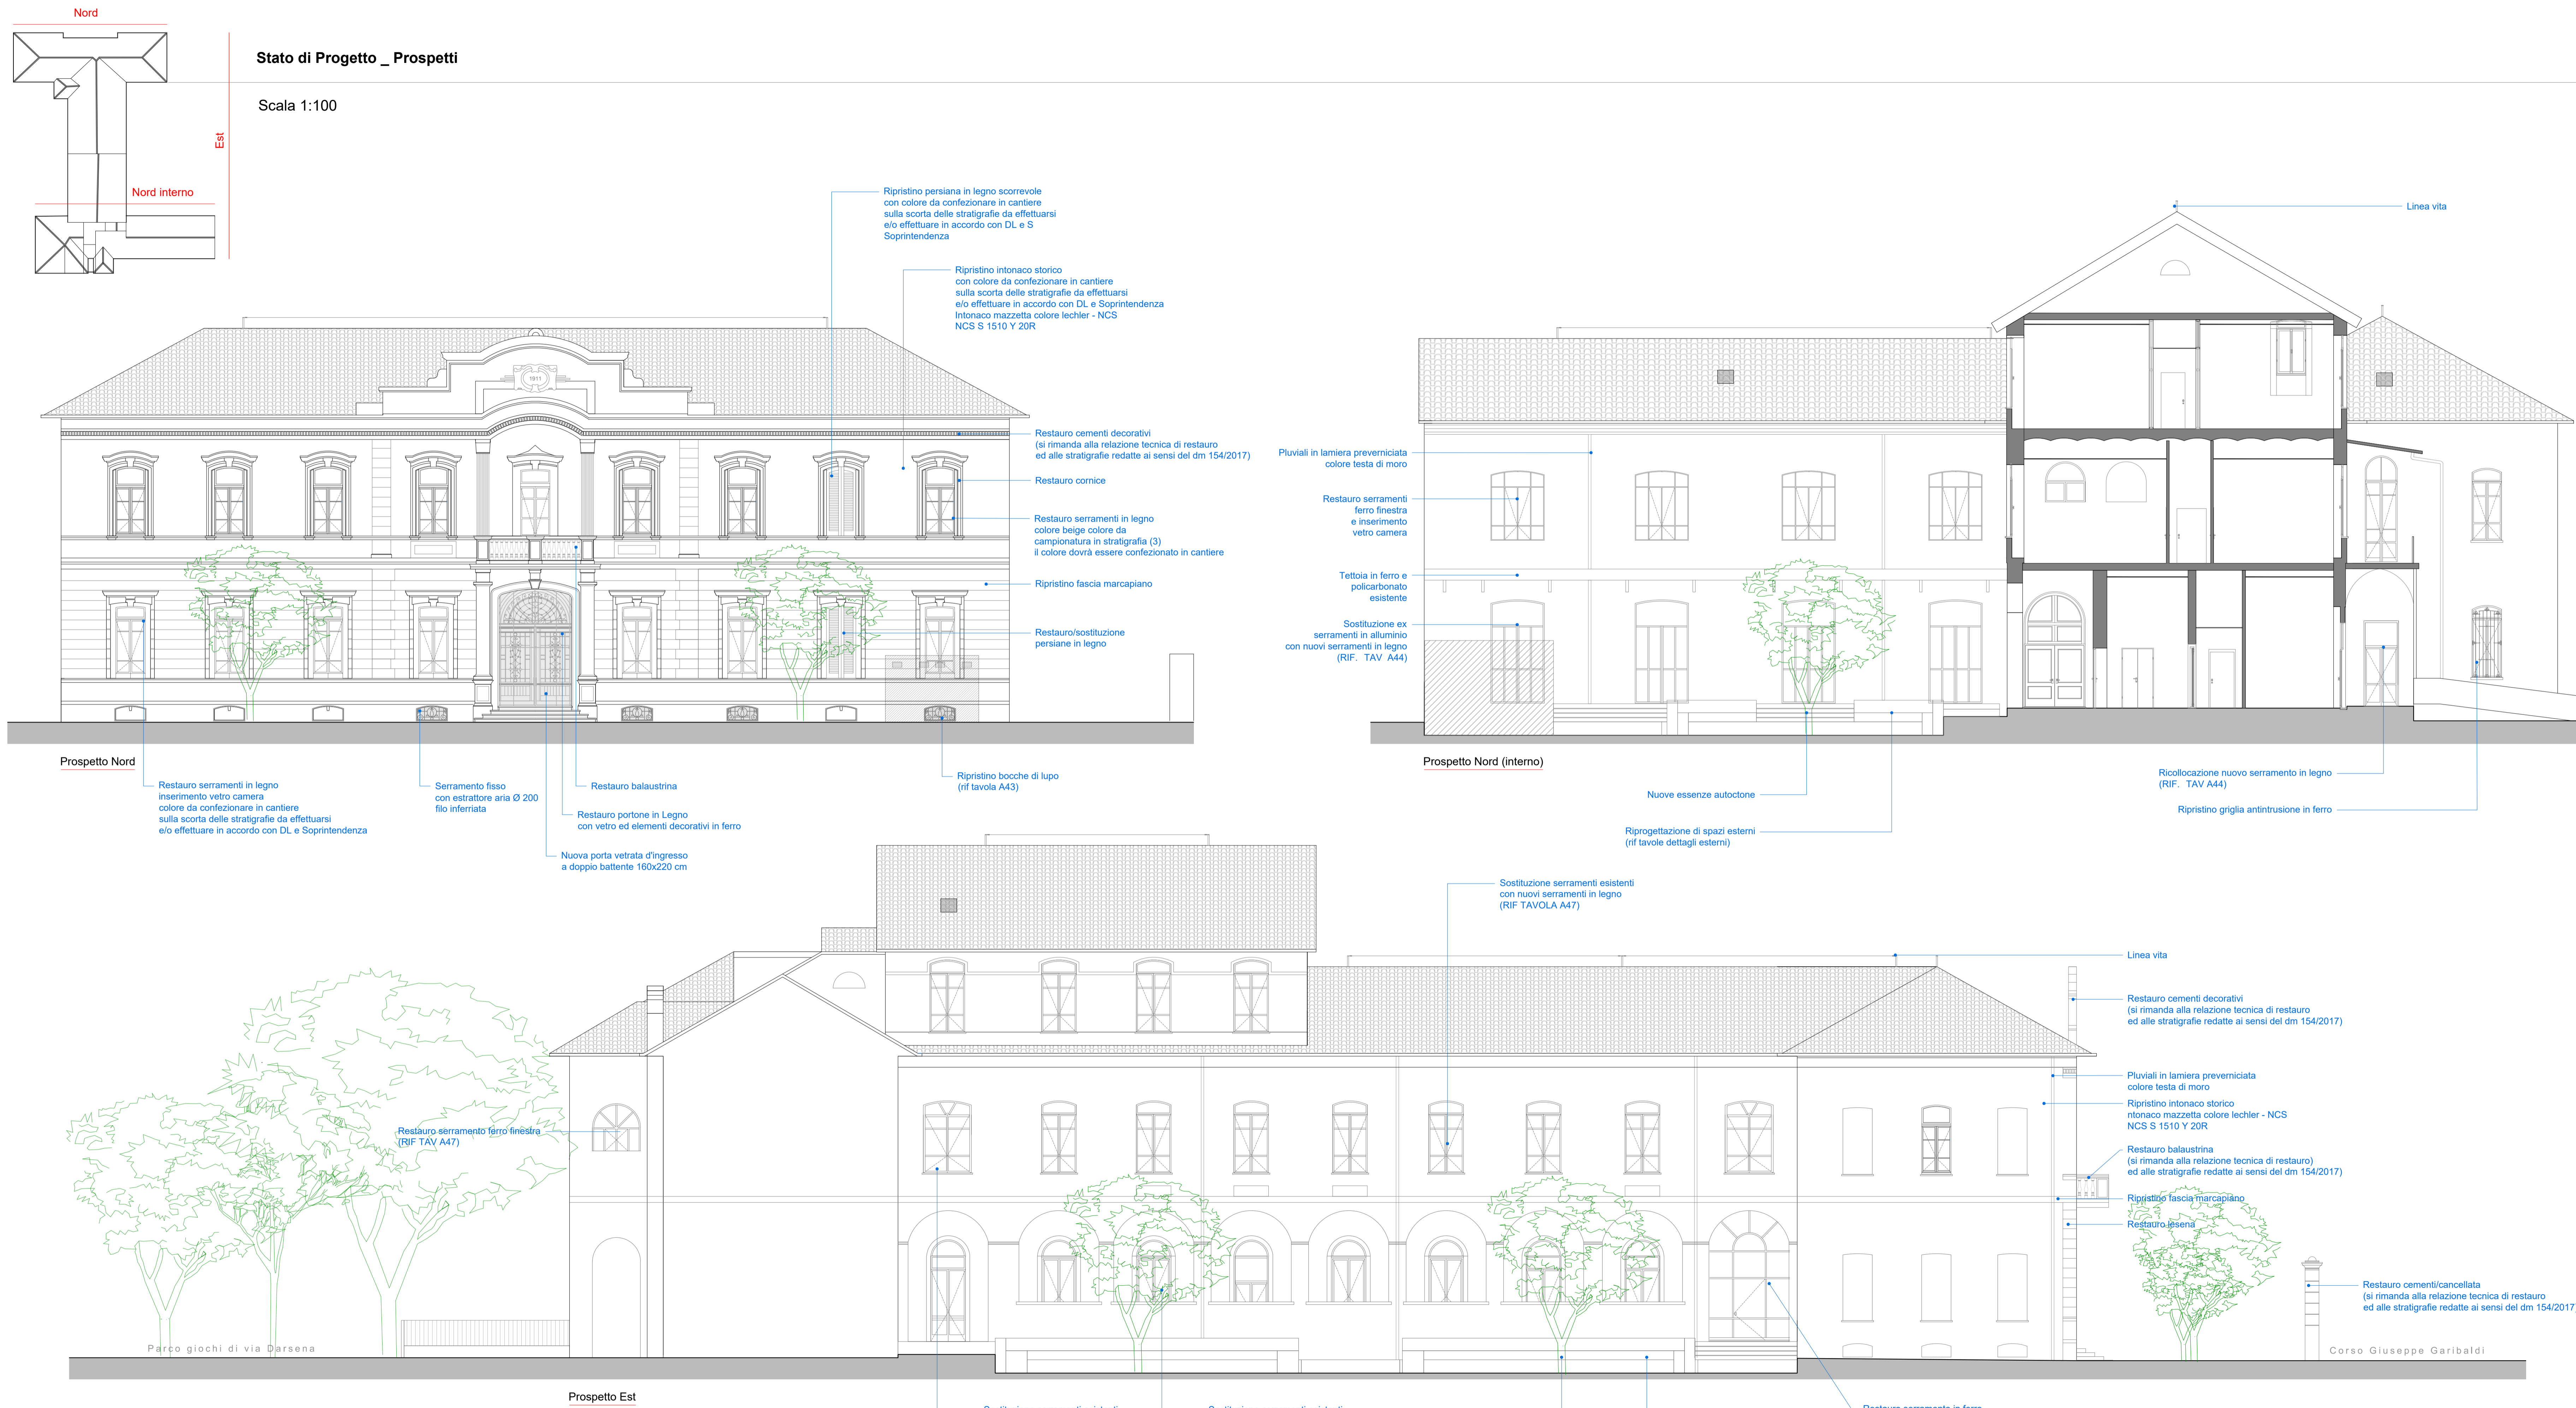 Nord
Est
Nord interno
Stato di Progetto _ Prospetti
Scala 1:100
Ripristino persiana in legno scorrevole
con colore da confezionare in cantiere
sulla scorta delle stratigrafie da effettuarsi
e/o effettuare in accordo con DL e S
Soprintendenza
Ripristino intonaco storico
con colore da confezionare in cantiere
sulla scorta delle stratigrafie da effettuarsi
e/o effettuare in accordo con DL e Soprintendenza
Intonaco mazzetta colore lechler - NCS
NCS S 1510 Y 20R
1911
Restauro cementi decorativi
(si rimanda alla relazione tecnica di restauro
ed alle stratigrafie redatte ai sensi del dm 154/2017)
Restauro cornice
Restauro serramenti in legno
colore beige colore da
campionatura in stratigrafia (3)
il colore dovrà essere confezionato in cantiere
Ripristino fascia marcapiano
Restauro/sostituzione
persiane in legno
Prospetto Nord
Restauro serramenti in legno
inserimento vetro camera
colore da confezionare in cantiere
sulla scorta delle stratigrafie da effettuarsi
e/o effettuare in accordo con DL e Soprintendenza
Serramento fisso
con estrattore aria Ø 200
filo inferriata
Restauro balaustrina
Restauro portone in Legno
con vetro ed elementi decorativi in ferro
Nuova porta vetrata d'ingresso
a doppio battente 160x220 cm
Ripristino bocche di lupo
(rif tavola A43)
Linea vita
Pluviali in lamiera preverniciata
colore testa di moro
Restauro serramenti
ferro finestra
e inserimento
vetro camera
Tettoia in ferro e
policarbonato
esistente
Sostituzione ex
serramenti in alluminio
con nuovi serramenti in legno
(RIF. TAV A44)
Prospetto Nord (interno)
Nuove essenze autoctone
Riprogettazione di spazi esterni
(rif tavole dettagli esterni)
Ricollocazione nuovo serramento in legno
(RIF. TAV A44)
Ripristino griglia antintrusione in ferro
Sostituzione serramenti esistenti
con nuovi serramenti in legno
(RIF TAVOLA A47)
Linea vita
Restauro cementi decorativi
(si rimanda alla relazione tecnica di restauro
ed alle stratigrafie redatte ai sensi del dm 154/2017)
Pluviali in lamiera preverniciata
colore testa di moro
Ripristino intonaco storico
ntonaco mazzetta colore lechler - NCS
NCS S 1510 Y 20R
Restauro balaustrina
(si rimanda alla relazione tecnica di restauro)
ed alle stratigrafie redatte ai sensi del dm 154/2017)
Ripristino fascia marcapiano
Restauro lesena
Restauro cementi/cancellata
(si rimanda alla relazione tecnica di restauro
ed alle stratigrafie redatte ai sensi del dm 154/2017
Restauro serramento ferro finestra
(RIF TAV A47)
Parco giochi di via Darsena
Corso Giuseppe Garibaldi
Prospetto Est